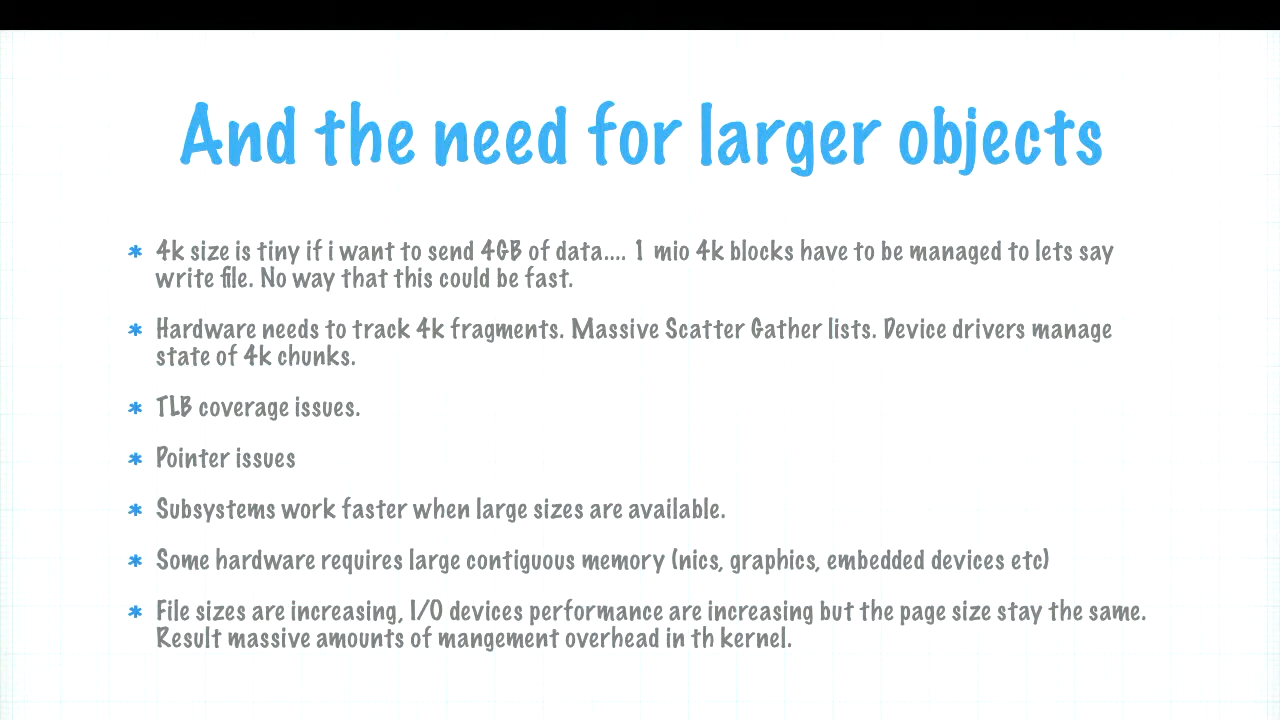 And the need for larger objects
* 4k size is tiny if i want to send 4GB of data.... 1 mio 4k blocks have to be managed to lets say
write file. No way that this could be fast.
* Hardware needs to track 4k fragments. Massive Scatter Gather lists. Device drivers manage
state of 4k chunks.
* TLB coverage issues.
* Pointer issues
* Subsystems work faster when large sizes are available.
* Some hardware requires large contiguous memory (nics, graphics, embedded devices etc)
* File sizes are increasing, I/O devices performance are increasing but the page size stay the same.
Result massive amounts of mangement overhead in th kernel.